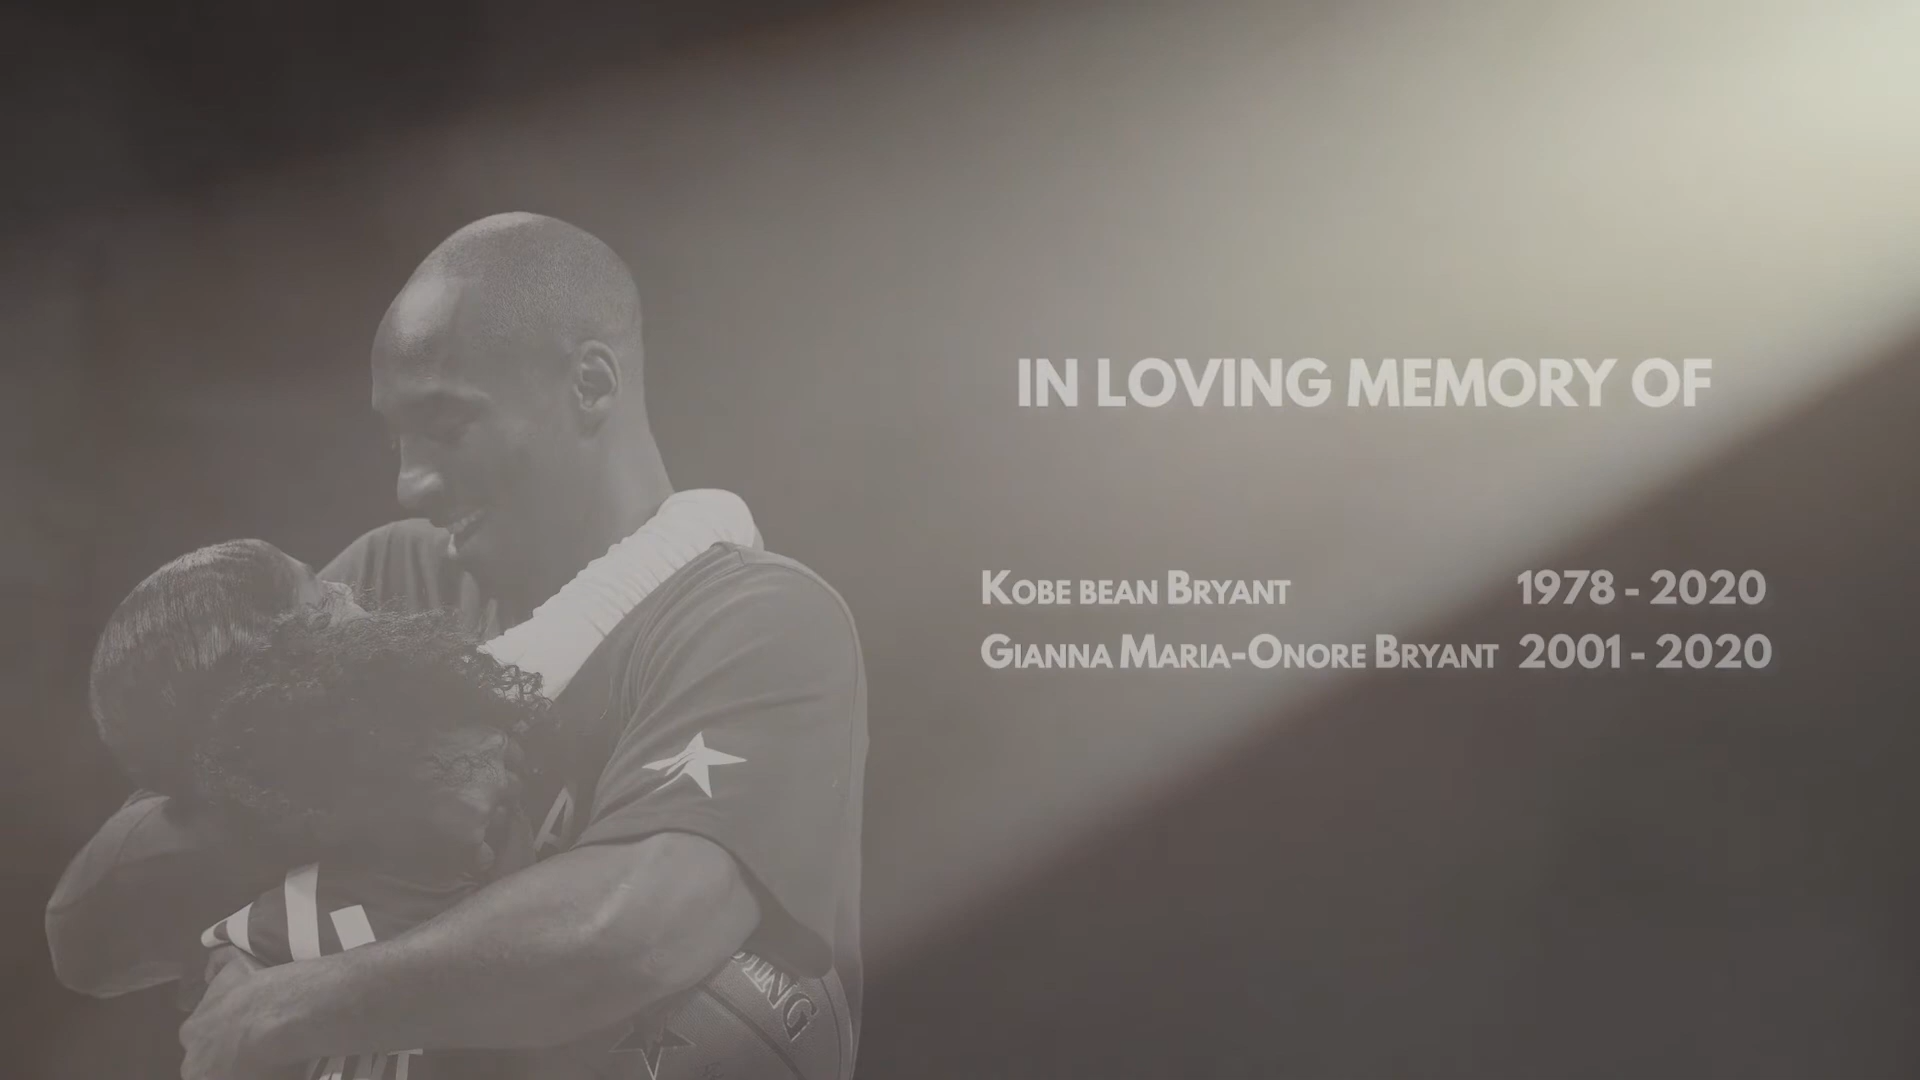 IN LOVING MEMORY OF
KOBE BEAN BRYANT 1978 - 2020
GIANNA MARIA-ONORE BRYANT 2001 - 2020